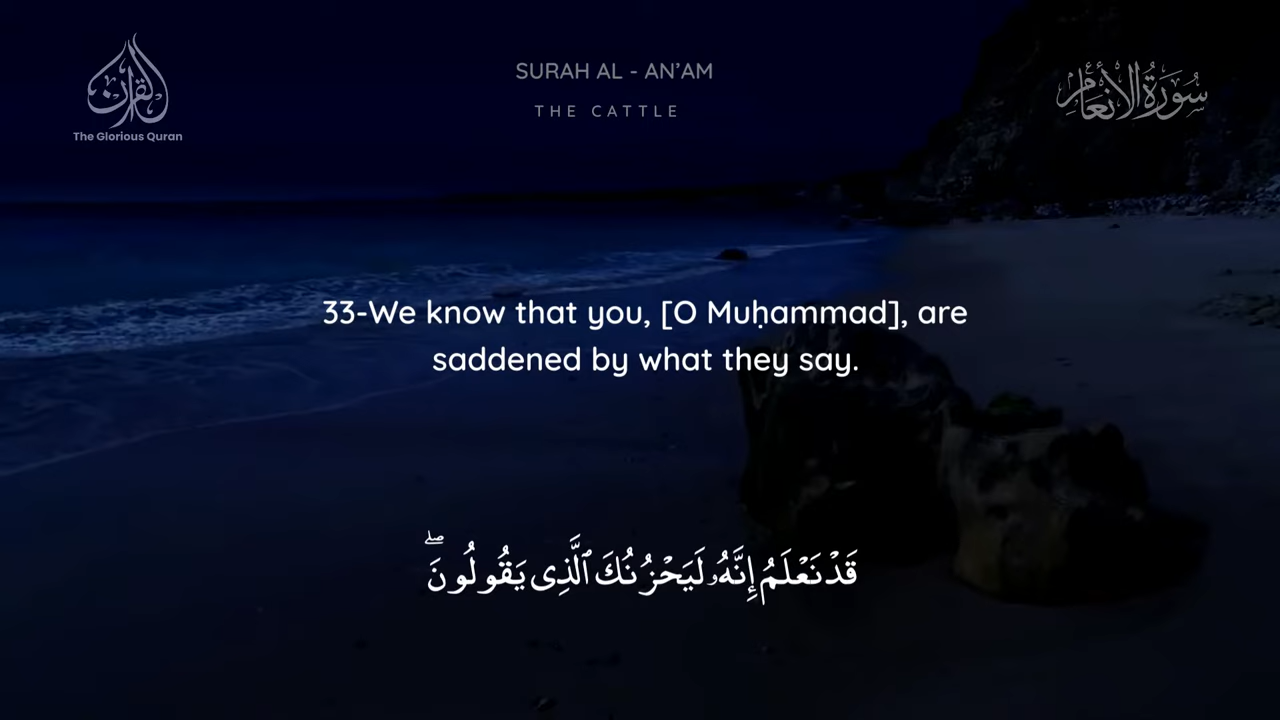 القرآن
The Glorious Quran
SURAH AL - AN’AM
THE CATTLE
سُورَةُ الأَنْعَامِ
33-We know that you, [O Muḥammad], are
saddened by what they say.
قَدْ نَعْلَمُ إِنَّهُۥ لَيَحْزُنُكَ ٱلَّذِى يَقُولُونَ ۖ